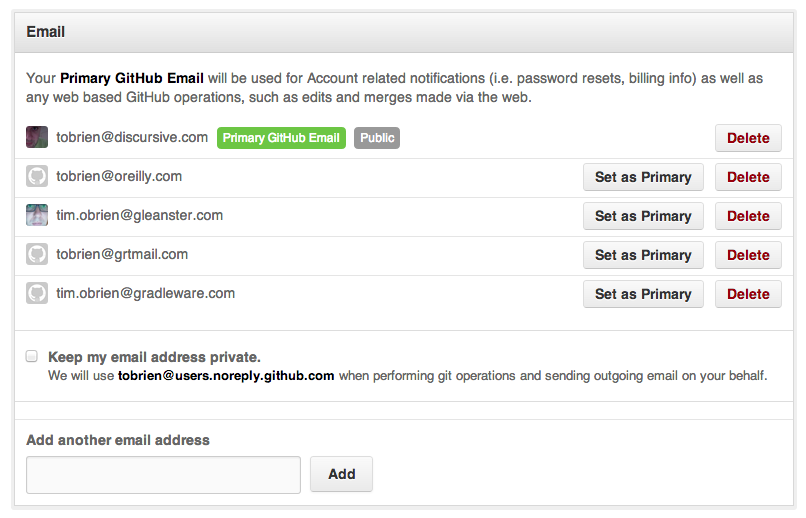 Email
Your Primary GitHub Email will be used for Account related notifications (i.e. password resets, billing info) as well as
any web based GitHub operations, such as edits and merges made via the web.
tobrien@discursive.com Primary GitHub Email Public Delete
tobrien@oreilly.com Set as Primary Delete
tim.obrien@gleanster.com Set as Primary Delete
tobrien@grtmail.com Set as Primary Delete
tim.obrien@gradleware.com Set as Primary Delete
Keep my email address private.
We will use tobrien@users.noreply.github.com when performing git operations and sending outgoing email on your behalf.
Add another email address
Add